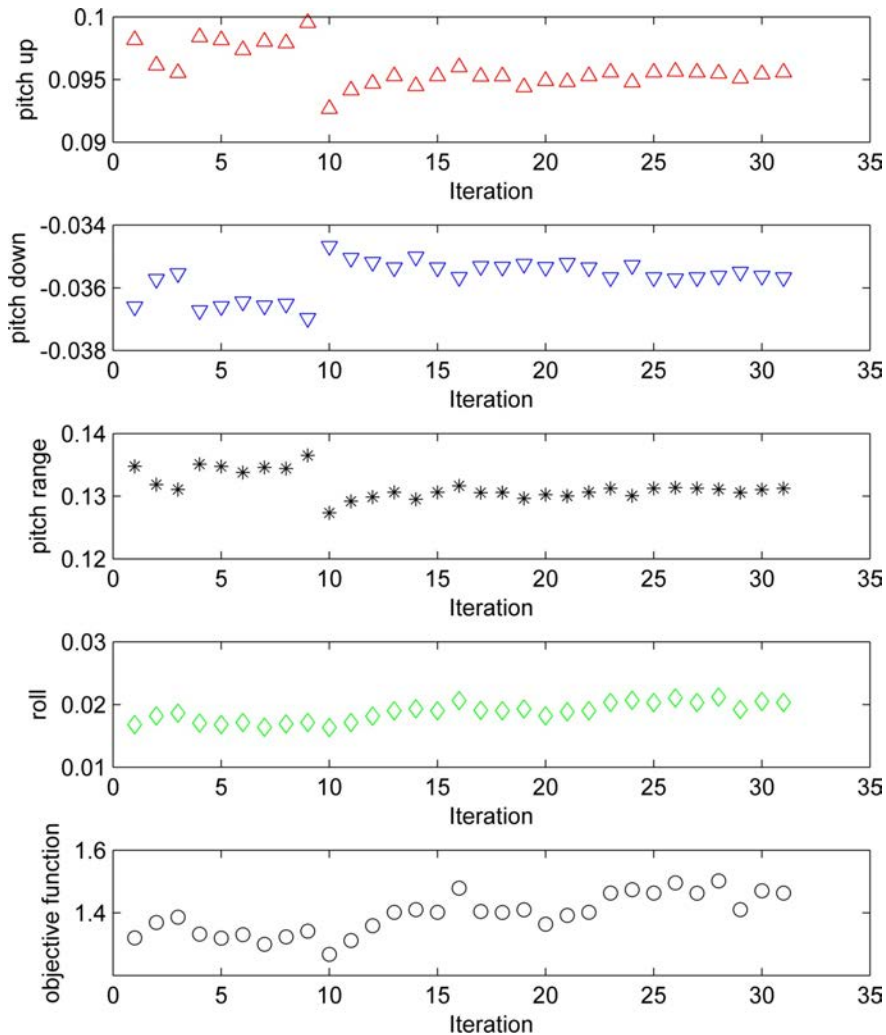 0.1
0.095
0.09
pitch up
0 5 10 15 20 25 30 35
Iteration
-0.034
-0.036
-0.038
pitch down
0 5 10 15 20 25 30 35
Iteration
0.14
0.13
0.12
pitch range
0 5 10 15 20 25 30 35
Iteration
0.03
0.02
0.01
roll
0 5 10 15 20 25 30 35
Iteration
1.6
1.4
objective function
0 5 10 15 20 25 30 35
Iteration